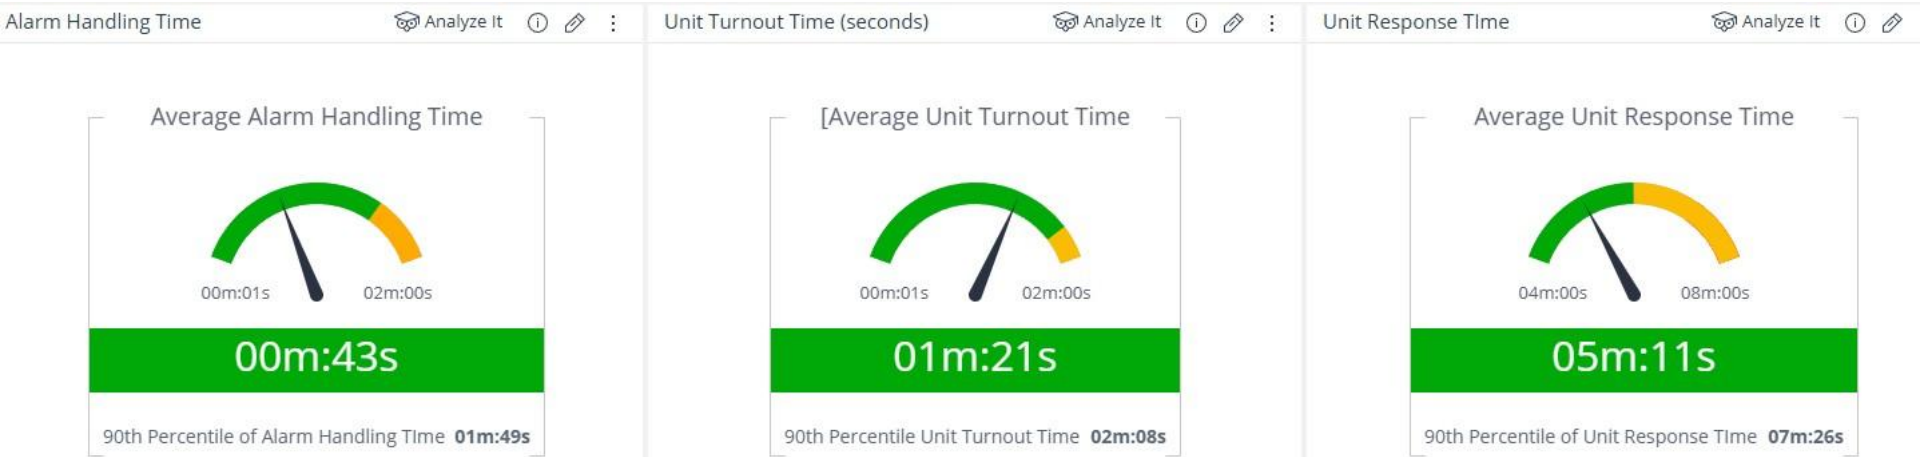 Alarm Handling Time Analyze It
Unit Turnout Time (seconds) Analyze It
Unit Response TIme Analyze It
Average Alarm Handling Time
00m:01s 02m:00s
00m:43s
90th Percentile of Alarm Handling TIme 01m:49s
[Average Unit Turnout Time
00m:01s 02m:00s
01m:21s
90th Percentile Unit Turnout Time 02m:08s
Average Unit Response Time
04m:00s 08m:00s
05m:11s
90th Percentile of Unit Response TIme 07m:26s